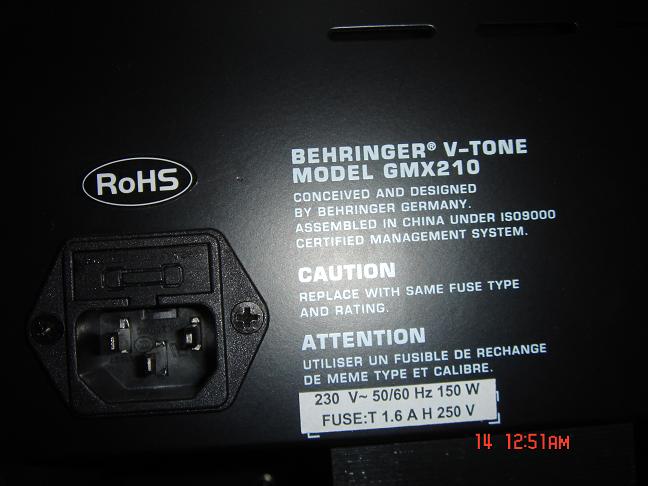 RoHS
BEHRINGER® V-TONE
MODEL GMX210
CONCEIVED AND DESIGNED
BY BEHRINGER GERMANY.
ASSEMBLED IN CHINA UNDER ISO9000
CERTIFIED MANAGEMENT SYSTEM.
CAUTION
REPLACE WITH SAME FUSE TYPE
AND RATING.
ATTENTION
UTILISER UN FUSIBLE DE RECHANGE
DE MEME TYPE ET CALIBRE.
230 V~ 50/60 Hz 150 W
FUSE:T 1.6 A H 250 V
14 12:51AM